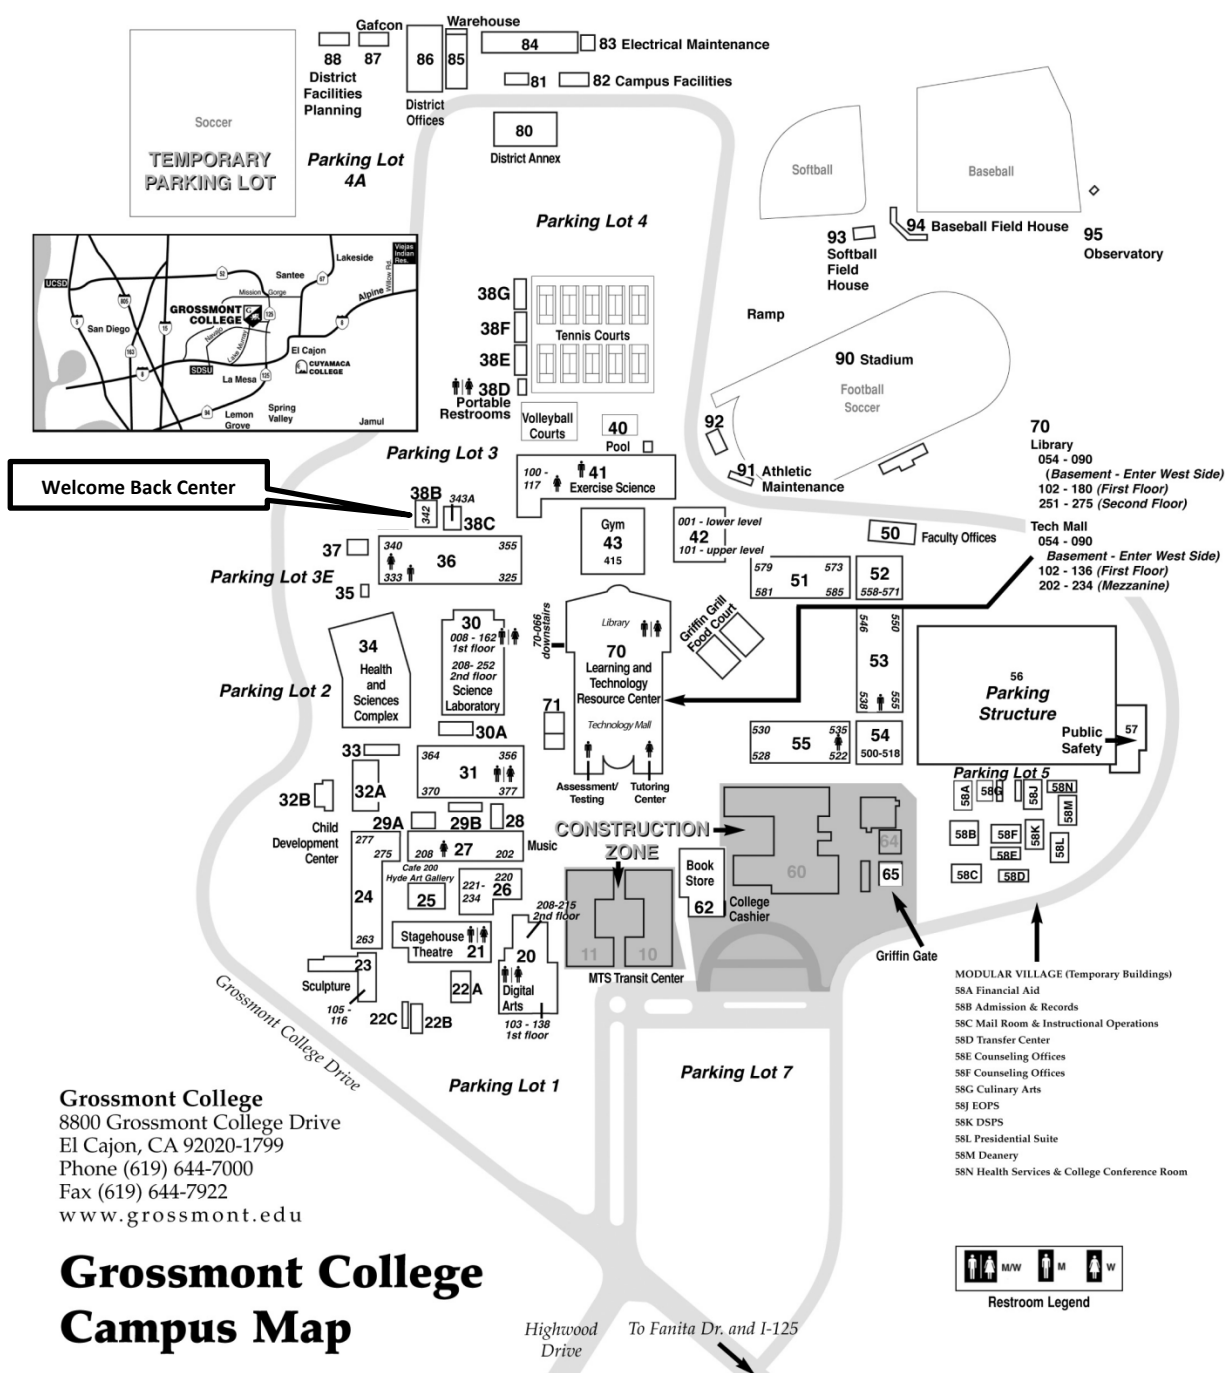 Gafcon
Warehouse
88
87
86
85
84
83 Electrical Maintenance
81
82 Campus Facilities
District
Facilities
Planning
District
Offices
80
District Annex
Soccer
TEMPORARY
PARKING LOT
Parking Lot
4A
Parking Lot 4
Softball
Baseball
93
Softball
Field
House
94 Baseball Field House
95
Observatory
Lakeside
Viejas
Indian
Res.
Willow Rd.
UCSD
52
Santee
67
Alpine
Mission Gorge
805
GROSSMONT
COLLEGE
G
125
8
5
San Diego
15
Navajo
Lake Murray
163
El Cajon
CUYAMACA
COLLEGE
8
SDSU
La Mesa
125
94
Lemon
Grove
Spring
Valley
Jamul
38G
38F
38E
38D
Portable
Restrooms
Tennis Courts
Ramp
90 Stadium
Football
Soccer
Volleyball
Courts
40
Pool
92
91 Athletic
Maintenance
70
Library
054 - 090
(Basement - Enter West Side)
102 - 180 (First Floor)
251 - 275 (Second Floor)
Tech Mall
054 - 090
Basement - Enter West Side)
102 - 136 (First Floor)
202 - 234 (Mezzanine)
Parking Lot 3
Welcome Back Center
38B
342
343A
38C
100 -
117
41
Exercise Science
Gym
43
415
001 - lower level
42
101 - upper level
50
Faculty Offices
37
340
355
36
333
325
Parking Lot 3E
35
579
573
51
581
585
52
558-571
34
Health
and
Sciences
Complex
30
008 - 162
1st floor
208- 252
2nd floor
Science
Laboratory
70-066
downstairs
Library
70
Learning and
Technology
Resource Center
Technology Mall
Griffin Grill
Food Court
546
550
53
538
555
56
Parking
Structure
57
Public
Safety
Parking Lot 2
30A
71
33
364
356
31
370
377
530
535
55
528
522
54
500-518
Assessment/
Testing
Tutoring
Center
32B
32A
Child
Development
Center
29A
29B
28
277
275
208
27
202
Music
Cafe 200
Hyde Art Gallery
24
263
25
221-
234
220
26
208-215
2nd floor
Stagehouse
Theatre
21
20
Digital
Arts
103 - 138
1st floor
23
Sculpture
105 -
116
22A
22C
22B
CONSTRUCTION
ZONE
11
10
MTS Transit Center
Book
Store
62
College
Cashier
60
64
65
Griffin Gate
Parking Lot 5
58A
58G
58J
58N
58M
58B
58F
58K
58L
58E
58C
58D
MODULAR VILLAGE (Temporary Buildings)
58A Financial Aid
58B Admission & Records
58C Mail Room & Instructional Operations
58D Transfer Center
58E Counseling Offices
58F Counseling Offices
58G Culinary Arts
58J EOPS
58K DSPS
58L Presidential Suite
58M Deanery
58N Health Services & College Conference Room
Grossmont College Drive
Parking Lot 1
Parking Lot 7
Grossmont College
8800 Grossmont College Drive
El Cajon, CA 92020-1799
Phone (619) 644-7000
Fax (619) 644-7922
www.grossmont.edu
Grossmont College
Campus Map
Highwood
Drive
To Fanita Dr. and I-125
M/W
M
W
Restroom Legend